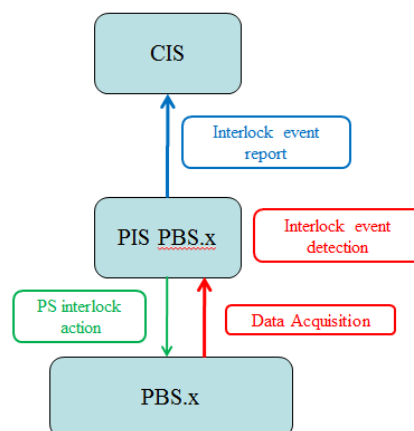 CIS
Interlock event
report
PIS PBS.x
Interlock event
detection
PS interlock
action
Data Acquisition
PBS.x